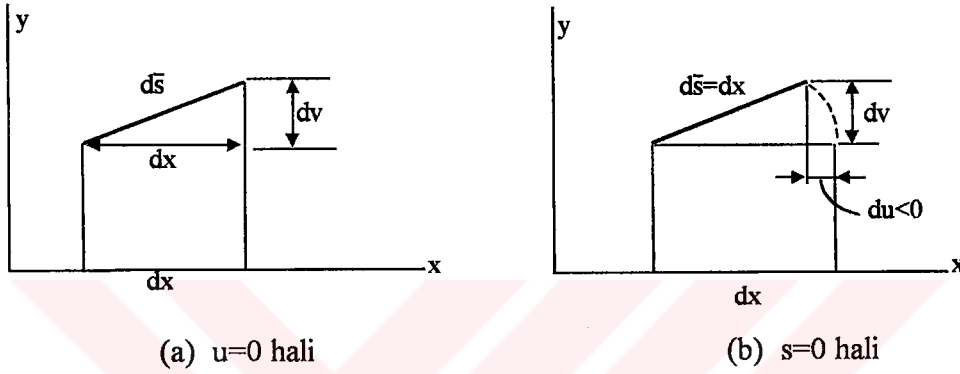 y
ds̄
dv
dx
x
dx
(a) u=0 hali
y
ds̄=dx
dv
du<0
x
dx
(b) s=0 hali